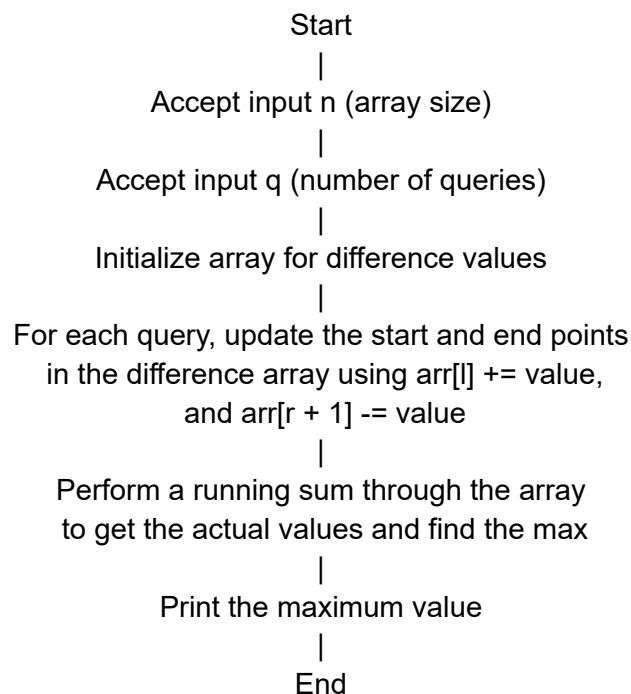 Start
|
Accept input n (array size)
|
Accept input q (number of queries)
|
Initialize array for difference values
|
For each query, update the start and end points
in the difference array using arr[l] += value,
and arr[r + 1] -= value
|
Perform a running sum through the array
to get the actual values and find the max
|
Print the maximum value
|
End